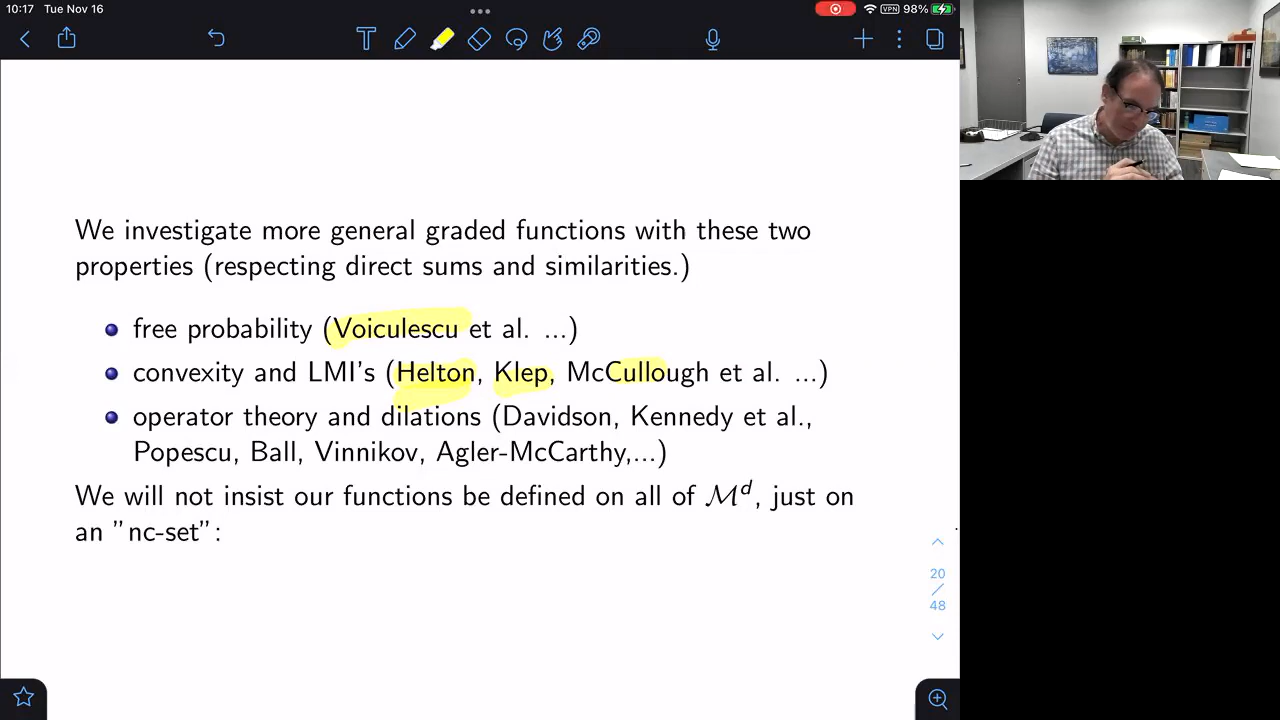 10:17 Tue Nov 16
VPN 98%
We investigate more general graded functions with these two
properties (respecting direct sums and similarities.)
free probability (Voiculescu et al. ...)
convexity and LMI's (Helton, Klep, McCullough et al. ...)
operator theory and dilations (Davidson, Kennedy et al.,
Popescu, Ball, Vinnikov, Agler-McCarthy,...)
We will not insist our functions be defined on all of ℳᵈ, just on
an "nc-set":
20
/
48